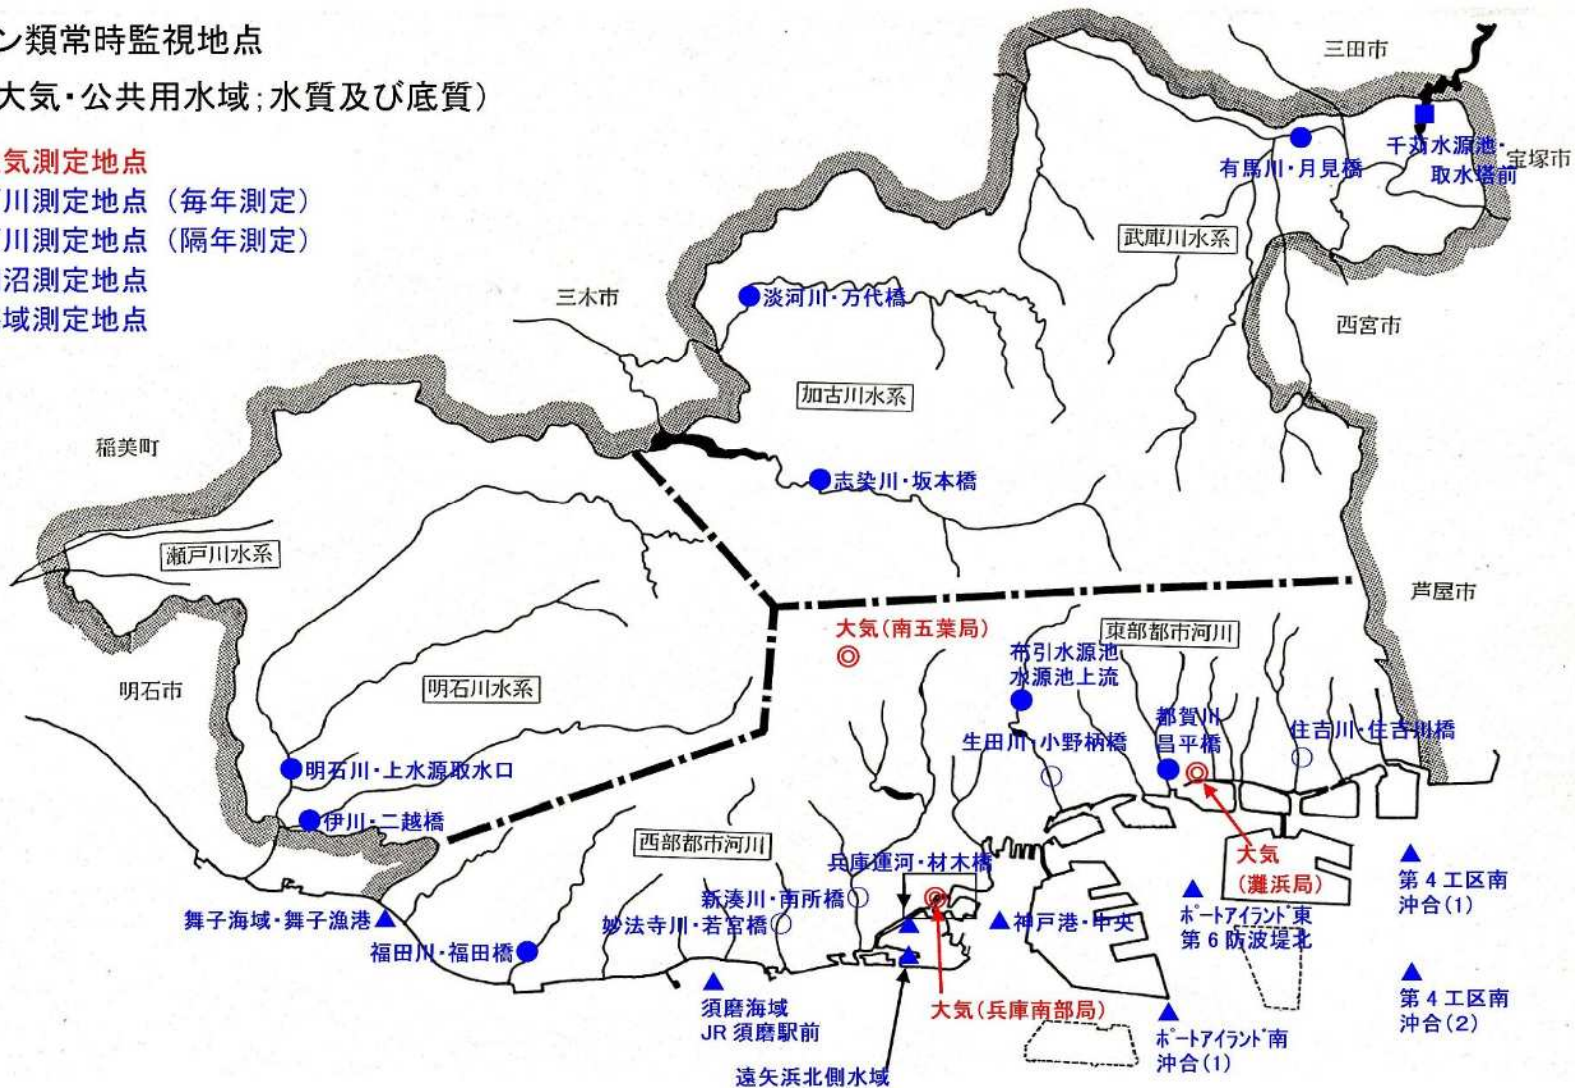 ン類常時監視地点
大気・公共用水域；水質及び底質）
気測定地点
川測定地点（毎年測定）
川測定地点（隔年測定）
沼測定地点
域測定地点
三田市
千苅水源池・
取水塔前
宝塚市
有馬川・月見橋
武庫川水系
三木市
淡河川・万代橋
西宮市
加古川水系
稲美町
志染川・坂本橋
瀬戸川水系
芦屋市
大気(南五葉局)
東部都市河川
布引水源池
水源池上流
明石市
明石川水系
都賀川
昌平橋
住吉川・住吉川橋
生田川・小野柄橋
明石川・上水源取水口
伊川・二越橋
西部都市河川
兵庫運河・材木橋
大気
(灘浜局)
第4工区南
沖合(1)
新湊川・南所橋
妙法寺川・若宮橋
舞子海域・舞子漁港
神戸港・中央
ポートアイランド東
第6防波堤北
福田川・福田橋
須磨海域
JR須磨駅前
大気(兵庫南部局)
第4工区南
沖合(2)
ポートアイランド南
沖合(1)
遠矢浜北側水域